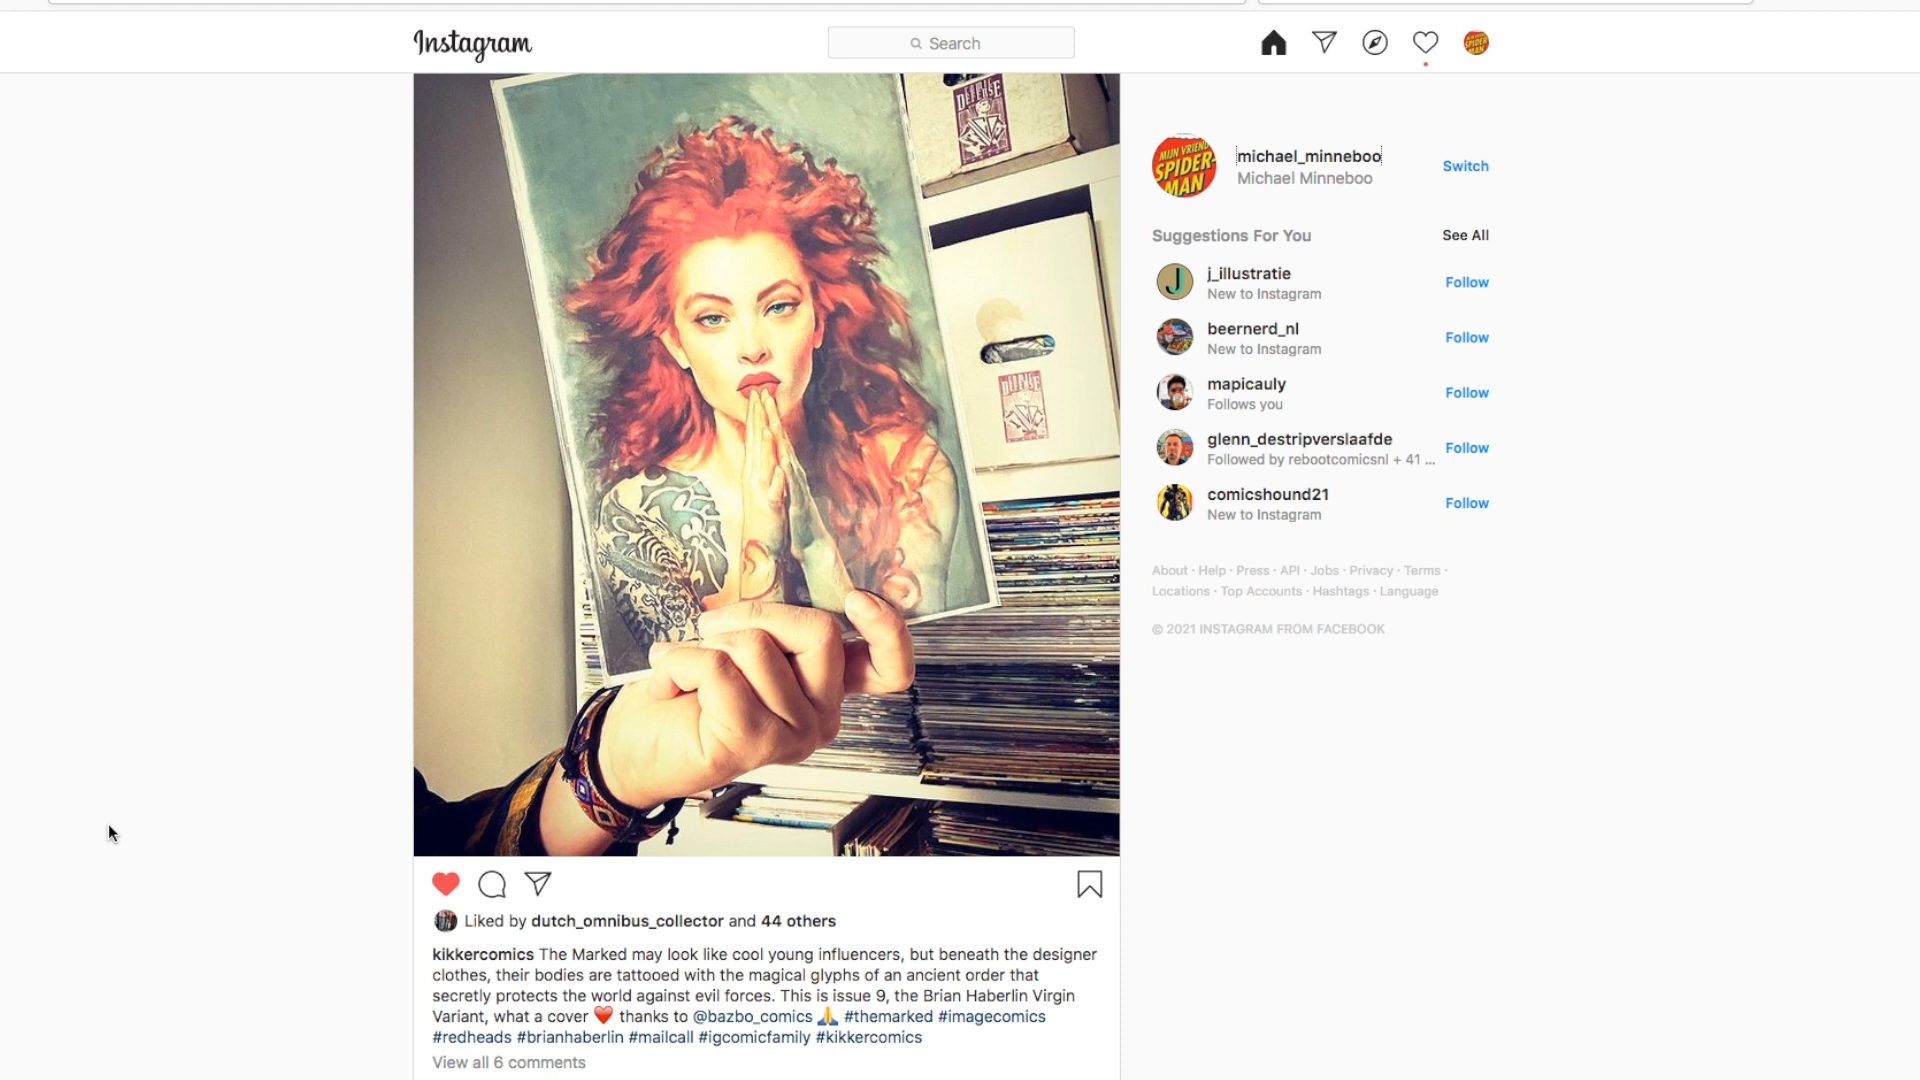 Instagram
Search
DEFENSE
michael_minneboo
Michael Minneboo
Switch
MIJN VRIEND
SPIDER-
MAN
Suggestions For You
See All
J
j_illustratie
New to Instagram
Follow
beernerd_nl
New to Instagram
Follow
mapicauly
Follows you
Follow
glenn_destripverslaafde
Followed by rebootcomicsnl + 41 ...
Follow
comicshound21
New to Instagram
Follow
DEFENSE
About · Help · Press · API · Jobs · Privacy · Terms ·
Locations · Top Accounts · Hashtags · Language
© 2021 INSTAGRAM FROM FACEBOOK
Liked by dutch_omnibus_collector and 44 others
kikkercomics The Marked may look like cool young influencers, but beneath the designer
clothes, their bodies are tattooed with the magical glyphs of an ancient order that
secretly protects the world against evil forces. This is issue 9, the Brian Haberlin Virgin
Variant, what a cover ❤️ thanks to @bazbo_comics 🙏 #themarked #imagecomics
#redheads #brianhaberlin #mailcall #igcomicfamily #kikkercomics
View all 6 comments